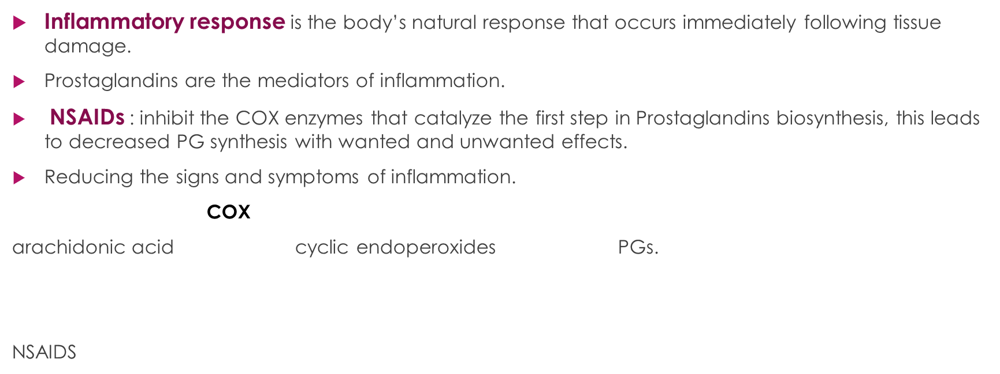 Inflammatory response is the body’s natural response that occurs immediately following tissue
damage.
Prostaglandins are the mediators of inflammation.
NSAIDs : inhibit the COX enzymes that catalyze the first step in Prostaglandins biosynthesis, this leads
to decreased PG synthesis with wanted and unwanted effects.
Reducing the signs and symptoms of inflammation.
COX
arachidonic acid cyclic endoperoxides PGs.
NSAIDS